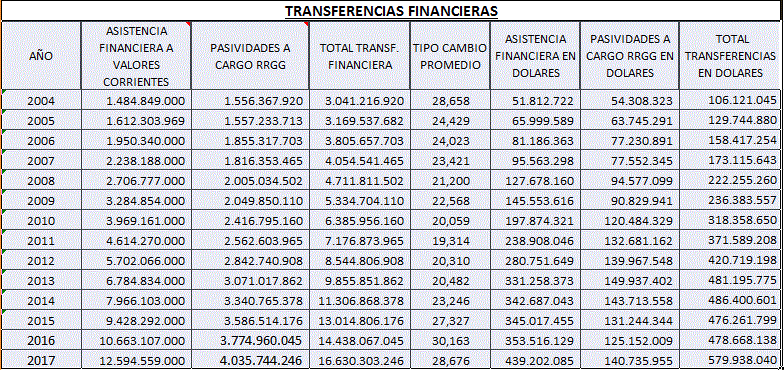 TRANSFERENCIAS FINANCIERAS
AÑO ASISTENCIA FINANCIERA A VALORES CORRIENTES PASIVIDADES A CARGO RRGG TOTAL TRANSF. FINANCIERA TIPO CAMBIO PROMEDIO ASISTENCIA FINANCIERA EN DOLARES PASIVIDADES A CARGO RRGG EN DOLARES TOTAL TRANSFERENCIAS EN DOLARES
2004 1.484.849.000 1.556.367.920 3.041.216.920 28,658 51.812.722 54.308.323 106.121.045
2005 1.612.303.969 1.557.233.713 3.169.537.682 24,429 65.999.589 63.745.291 129.744.880
2006 1.950.340.000 1.855.317.703 3.805.657.703 24,023 81.186.363 77.230.891 158.417.254
2007 2.238.188.000 1.816.353.465 4.054.541.465 23,421 95.563.298 77.552.345 173.115.643
2008 2.706.777.000 2.005.034.502 4.711.811.502 21,200 127.678.160 94.577.099 222.255.260
2009 3.284.854.000 2.049.850.110 5.334.704.110 22,568 145.553.616 90.829.941 236.383.557
2010 3.969.161.000 2.416.795.160 6.385.956.160 20,059 197.874.321 120.484.329 318.358.650
2011 4.614.270.000 2.562.603.965 7.176.873.965 19,314 238.908.046 132.681.162 371.589.208
2012 5.702.066.000 2.842.740.908 8.544.806.908 20,310 280.751.649 139.967.548 420.719.198
2013 6.784.834.000 3.071.017.862 9.855.851.862 20,482 331.258.373 149.937.402 481.195.775
2014 7.966.103.000 3.340.765.378 11.306.868.378 23,246 342.687.043 143.713.558 486.400.601
2015 9.428.292.000 3.586.514.176 13.014.806.176 27,327 345.017.455 131.244.344 476.261.799
2016 10.663.107.000 3.774.960.045 14.438.067.045 30,163 353.516.129 125.152.009 478.668.138
2017 12.594.559.000 4.035.744.246 16.630.303.246 28,676 439.202.085 140.735.955 579.938.040